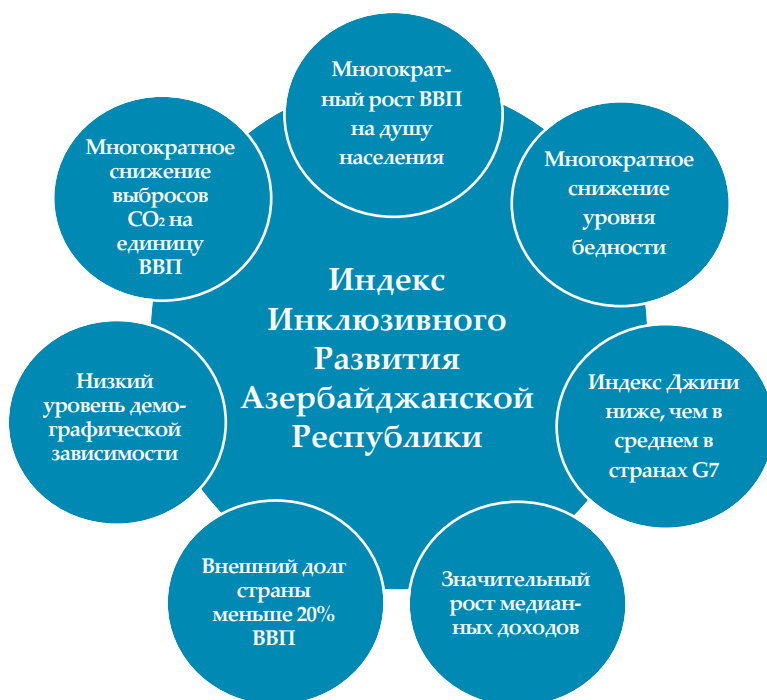 Многократ-
ный рост ВВП
на душу
населения
Многократное
снижение
уровня
бедности
Индекс Джини
ниже, чем в
среднем в
странах G7
Значительный
рост медиан-
ных доходов
Внешний долг
страны
меньше 20%
ВВП
Низкий
уровень демо-
графической
зависимости
Многократное
снижение
выбросов
CO₂ на
единицу
ВВП
Индекс
Инклюзивного
Развития
Азербайджанской
Республики